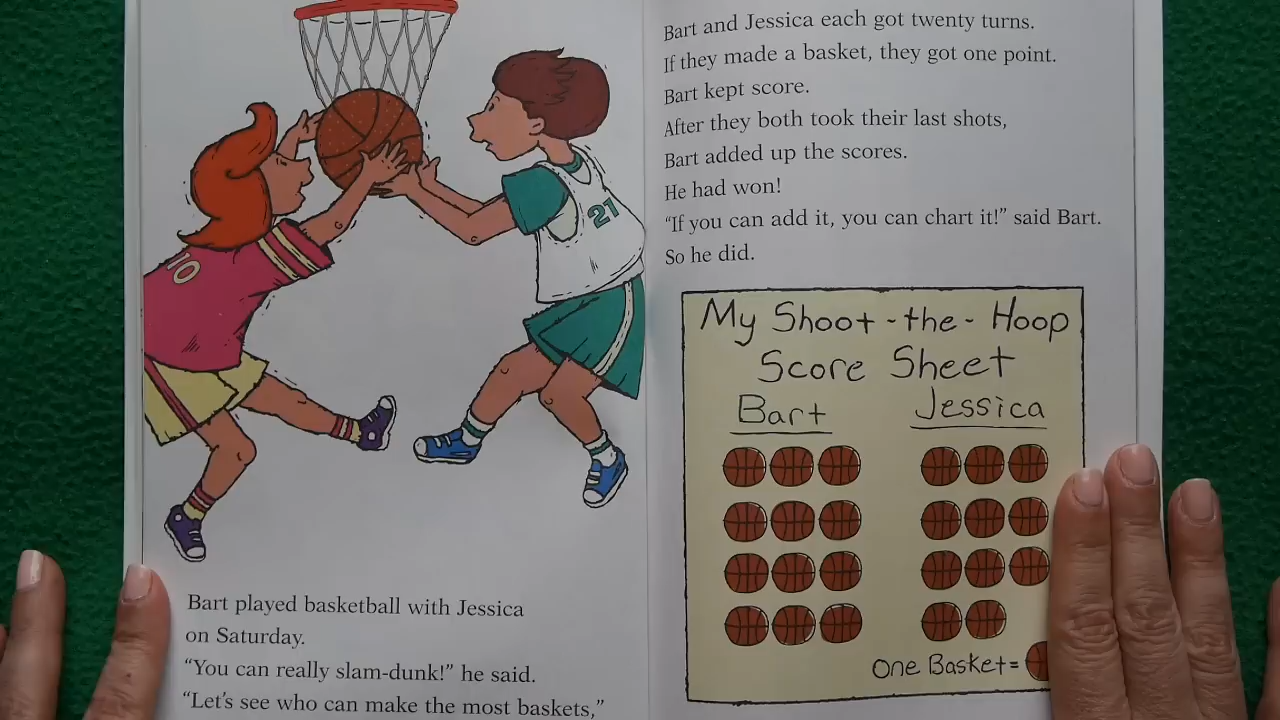 10
21
Bart played basketball with Jessica
on Saturday.
“You can really slam-dunk!” he said.
“Let’s see who can make the most baskets,”
Bart and Jessica each got twenty turns.
If they made a basket, they got one point.
Bart kept score.
After they both took their last shots,
Bart added up the scores.
He had won!
“If you can add it, you can chart it!” said Bart.
So he did.
My Shoot-the-Hoop
Score Sheet
Bart
Jessica
One Basket=